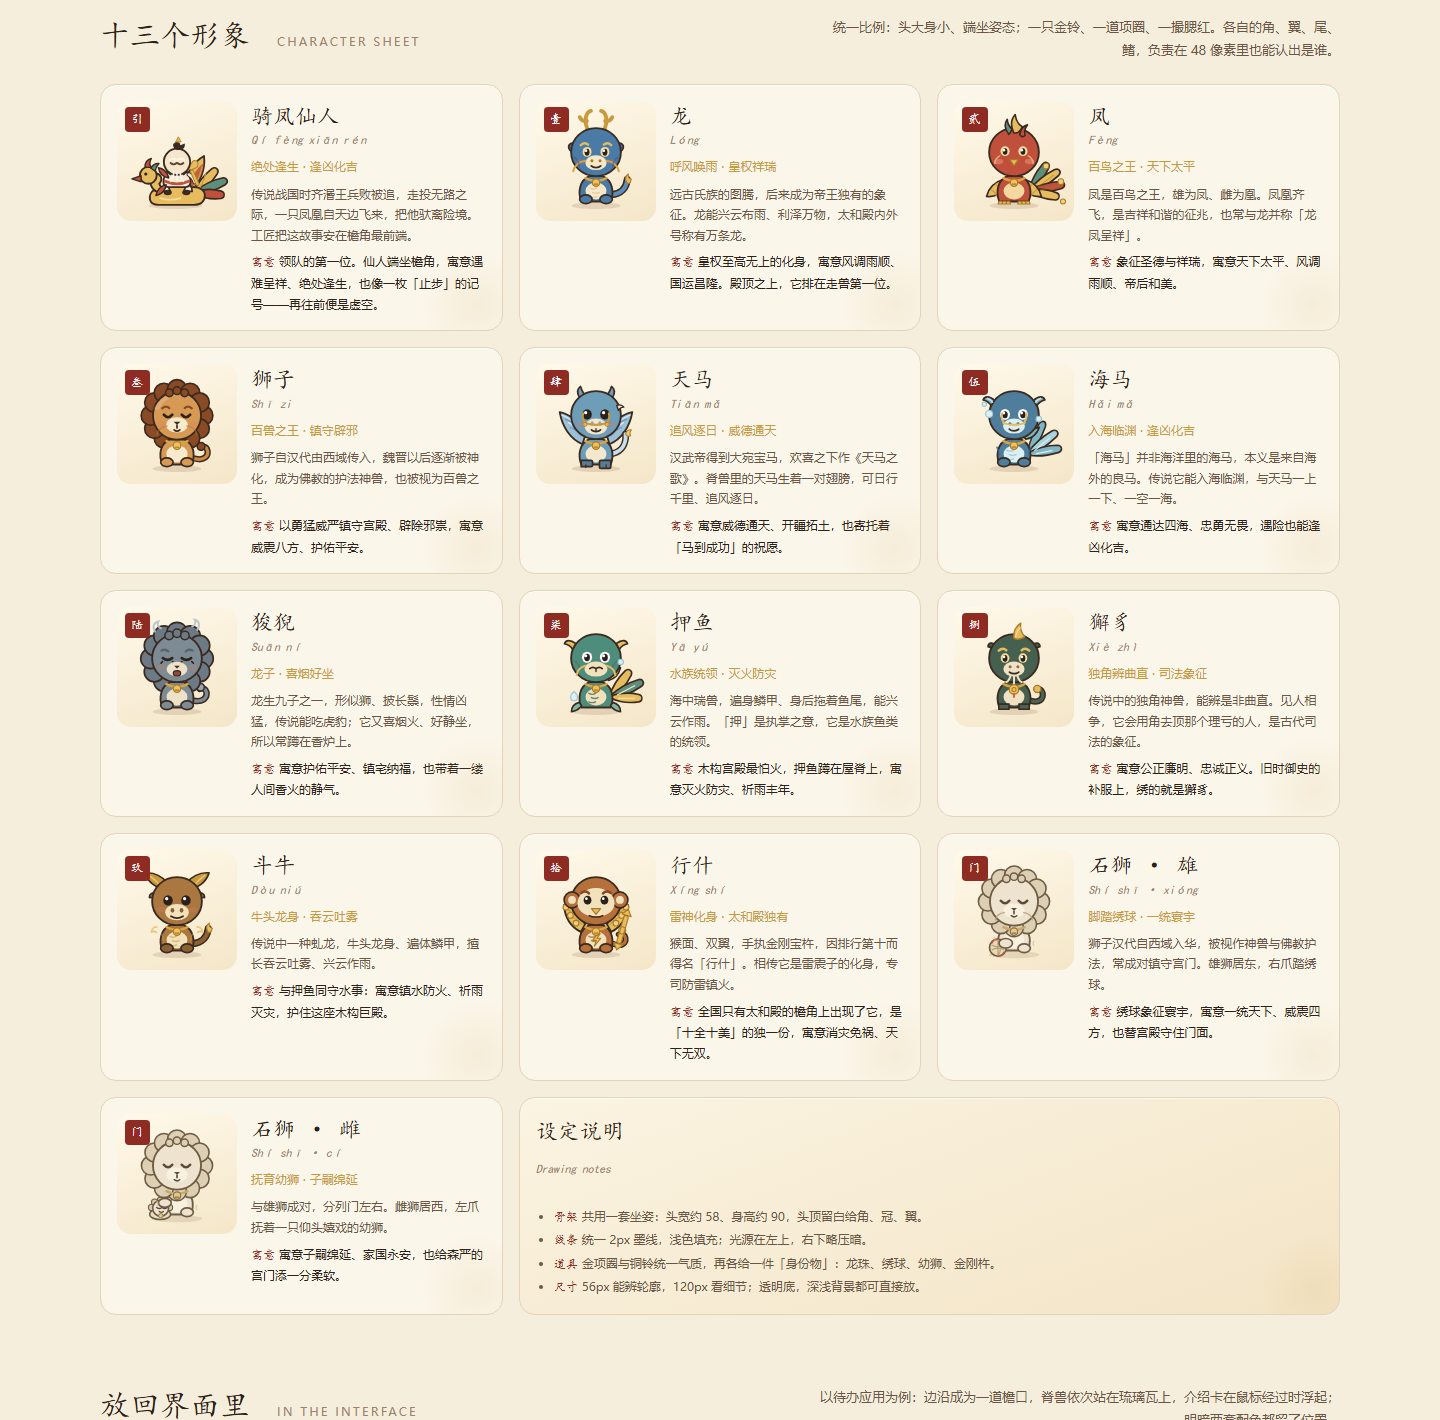 十三个形象 CHARACTER SHEET
统一比例：头大身小、端坐姿态；一只金铃、一道项圈、一撮腮红。各自的角、翼、尾、
鳍，负责在 48 像素里也能认出是谁。
引
骑凤仙人
Qí fèng xiān rén
绝处逢生 · 逢凶化吉
传说战国时齐湣王兵败被追，走投无路之
际，一只凤凰自天边飞来，把他驮离险境。
工匠把这故事安在檐角最前端。
寓意 领队的第一位。仙人端坐檐角，寓意遇
难呈祥、绝处逢生，也像一枚「止步」的记
号——再往前便是虚空。
壹
龙
Lóng
呼风唤雨 · 皇权祥瑞
远古氏族的图腾，后来成为帝王独有的象
征。龙能兴云布雨、利泽万物，太和殿内外
号称有万条龙。
寓意 皇权至高无上的化身，寓意风调雨顺、
国运昌隆。殿顶之上，它排在走兽第一位。
贰
凤
Fèng
百鸟之王 · 天下太平
凤是百鸟之王，雄为凤、雌为凰。凤凰齐
飞，是吉祥和谐的征兆，也常与龙并称「龙
凤呈祥」。
寓意 象征圣德与祥瑞，寓意天下太平、风调
雨顺、帝后和美。
叁
狮子
Shī zi
百兽之王 · 镇守辟邪
狮子自汉代由西域传入，魏晋以后逐渐被神
化，成为佛教的护法神兽，也被视为百兽之
王。
寓意 以勇猛威严镇守宫殿、辟除邪祟，寓意
威震八方、护佑平安。
肆
天马
Tiān mǎ
追风逐日 · 威德通天
汉武帝得到大宛宝马，欢喜之下作《天马之
歌》。脊兽里的天马生着一对翅膀，可日行
千里、追风逐日。
寓意 寓意威德通天、开疆拓土，也寄托着
「马到成功」的祝愿。
伍
海马
Hǎi mǎ
入海临渊 · 逢凶化吉
「海马」并非海洋里的海马，本义是来自海
外的良马。传说它能入海临渊，与天马一上
一下、一空一海。
寓意 寓意通达四海、忠勇无畏，遇险也能逢
凶化吉。
陆
狻猊
Suān ní
龙子 · 喜烟好坐
龙生九子之一，形似狮、披长鬃，性情凶
猛，传说能吃虎豹；它又喜烟火、好静坐，
所以常蹲在香炉上。
寓意 寓意护佑平安、镇宅纳福，也带着一缕
人间香火的静气。
柒
押鱼
Yā yú
水族统领 · 灭火防灾
海中瑞兽，遍身鳞甲、身后拖着鱼尾，能兴
云作雨。「押」是执掌之意，它是水族鱼类
的统领。
寓意 木构宫殿最怕火，押鱼蹲在屋脊上，寓
意灭火防灾、祈雨丰年。
捌
獬豸
Xiè zhì
独角辨曲直 · 司法象征
传说中的独角神兽，能辨是非曲直。见人相
争，它会用角去顶那个理亏的人，是古代司
法的象征。
寓意 寓意公正廉明、忠诚正义。旧时御史的
补服上，绣的就是獬豸。
玖
斗牛
Dǒu niú
牛头龙身 · 吞云吐雾
传说中一种虬龙，牛头龙身、遍体鳞甲，擅
长吞云吐雾、兴云作雨。
寓意 与押鱼同守水事：寓意镇水防火、祈雨
灭灾，护住这座木构巨殿。
拾
行什
Xíng shí
雷神化身 · 太和殿独有
猴面、双翼，手执金刚宝杵，因排行第十而
得名「行什」。相传它是雷震子的化身，专
司防雷镇火。
寓意 全国只有太和殿的檐角上出现了它，是
「十全十美」的独一份，寓意消灾免祸、天
下无双。
门
石狮 · 雄
Shí shī · xióng
脚踏绣球 · 一统寰宇
狮子汉代自西域入华，被视作神兽与佛教护
法，常成对镇守宫门。雄狮居东，右爪踏绣
球。
寓意 绣球象征寰宇，寓意一统天下、威震四
方，也替宫殿守住门面。
门
石狮 · 雌
Shí shī · cí
抚育幼狮 · 子嗣绵延
与雄狮成对，分列门左右。雌狮居西，左爪
抚着一只仰头嬉戏的幼狮。
寓意 寓意子嗣绵延、家国永安，也给森严的
宫门添一分柔软。
设定说明
Drawing notes
• 骨架 共用一套坐姿：头宽约 58、身高约 90，头顶留白给角、冠、翼。
• 线条 统一 2px 墨线，浅色填充；光源在左上，右下略压暗。
• 道具 金项圈与铜铃统一气质，再各给一件「身份物」：龙珠、绣球、幼狮、金刚杵。
• 尺寸 56px 能辨轮廓，120px 看细节；透明底，深浅背景都可直接放。
放回界面里 IN THE INTERFACE
以待办应用为例：边沿成为一道檐口，脊兽依次站在琉璃瓦上，介绍卡在鼠标经过时浮起；